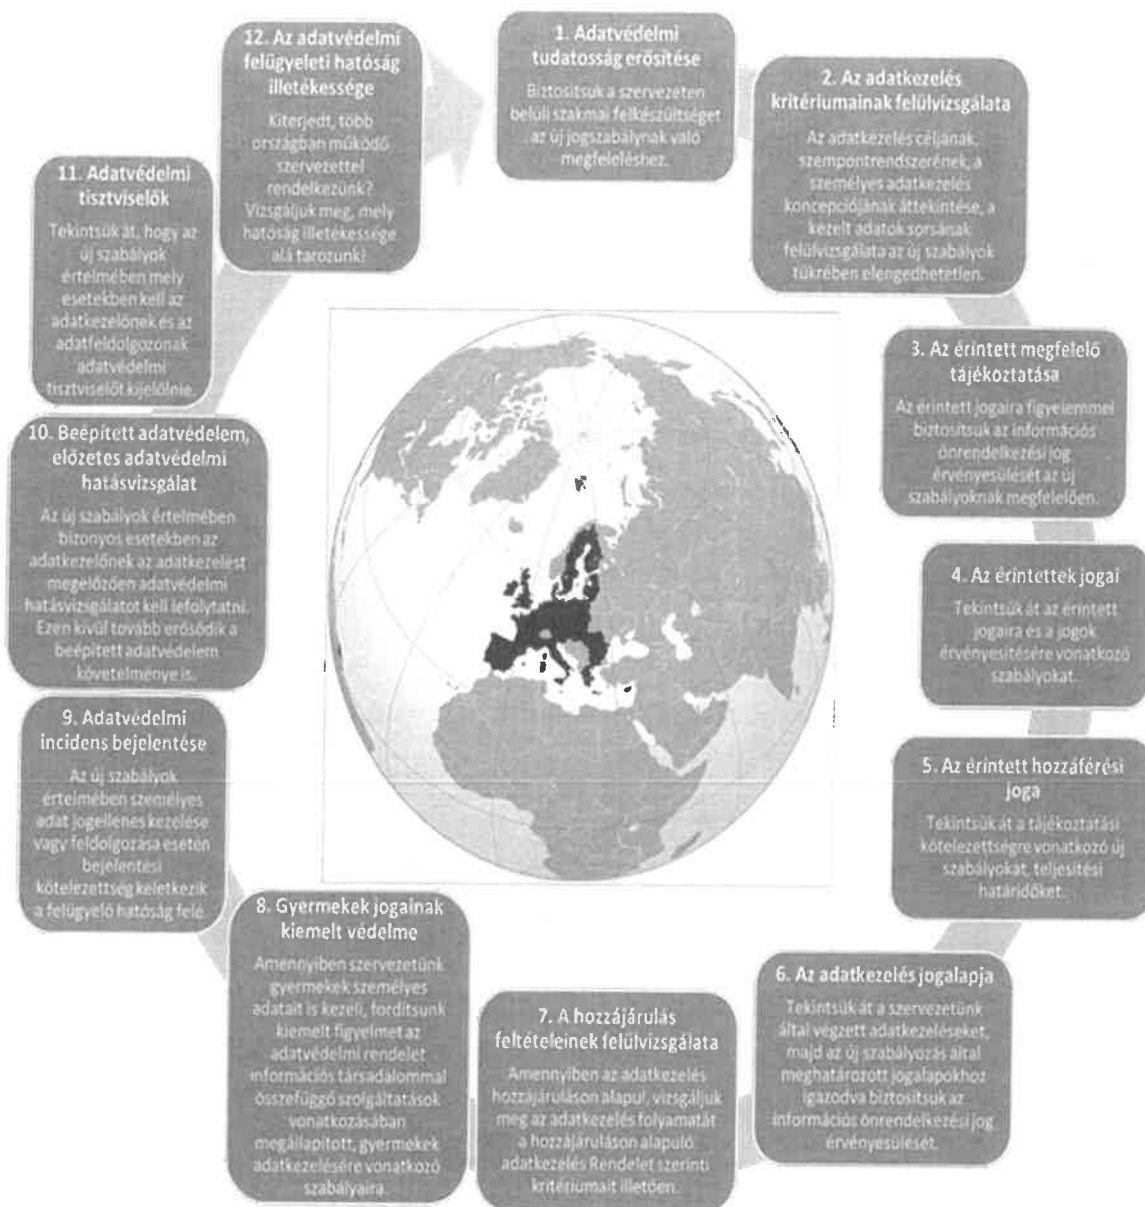 1. Adatvédelmi
tudatosság erősítése
Biztosítsuk a szervezeten
belüli szakmai felkészültséget
az új jogszabálynak való
megfeleléshez.
2. Az adatkezelés
kritériumainak felülvizsgálata
Az adatkezelés céljának,
szempontrendszerének, a
személyes adatkezelés
koncepciójának áttekintése, a
kezelt adatok sorsának
felülvizsgálata az új szabályok
tükrében elengedhetetlen.
3. Az érintett megfelelő
tájékoztatása
Az érintett jogaira figyelemmel
biztosítsuk az információs
önrendelkezési jog
érvényesülését az új
szabályoknak megfelelően.
4. Az érintettek jogai
Tekintsük át az érintett
jogaira és a jogok
érvényesítésére vonatkozó
szabályokat.
5. Az érintett hozzáférési
joga
Tekintsük át a tájékoztatási
kötelezettségre vonatkozó új
szabályokat, teljesítési
határidőket.
6. Az adatkezelés jogalapja
Tekintsük át a szervezetünk
által végzett adatkezeléseket,
majd az új szabályozás által
meghatározott jogalapokhoz
igazodva biztosítsuk az
információs önrendelkezési jog
érvényesülését.
7. A hozzájárulás
feltételeinek felülvizsgálata
Amennyiben az adatkezelés
hozzájáruláson alapul, vizsgáljuk
meg az adatkezelés folyamatát
a hozzájáruláson alapuló
adatkezelés Rendelet szerinti
kritériumait illetően.
8. Gyermekek jogainak
kiemelt védelme
Amennyiben szervezetünk
gyermekek személyes
adatait is kezeli, fordítsunk
kiemelt figyelmet az
adatvédelmi rendelet
információs társadalommal
összefüggő szolgáltatások
vonatkozásában
megállapított, gyermekek
adatkezelésére vonatkozó
szabályaira.
9. Adatvédelmi
incidens bejelentése
Az új szabályok
értelmében személyes
adat jogellenes kezelése
vagy feldolgozása esetén
bejelentési
kötelezettség keletkezik
a felügyelő hatóság felé.
10. Beépített adatvédelem,
előzetes adatvédelmi
hatásvizsgálat
Az új szabályok értelmében
bizonyos esetekben az
adatkezelőnek az adatkezelést
megelőzően adatvédelmi
hatásvizsgálatot kell lefolytatni.
Ezen kívül tovább erősödik a
beépített adatvédelem
követelménye is.
11. Adatvédelmi
tisztviselők
Tekintsük át, hogy az
új szabályok
értelmében mely
esetekben kell az
adatkezelőnek és az
adatfeldolgozónak
adatvédelmi
tisztviselőt kijelölnie.
12. Az adatvédelmi
felügyeleti hatóság
illetékessége
Kiterjedt, több
országban működő
szervezettel
rendelkezünk?
Vizsgáljuk meg, mely
hatóság illetékessége
alá tarozunk!